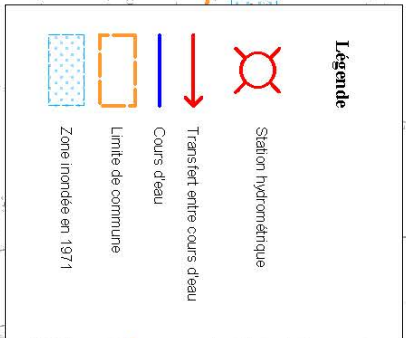 Légende
Station hydrométrique
Transfert entre cours d'eau
Cours d'eau
Limite de commune
Zone inondée en 1971